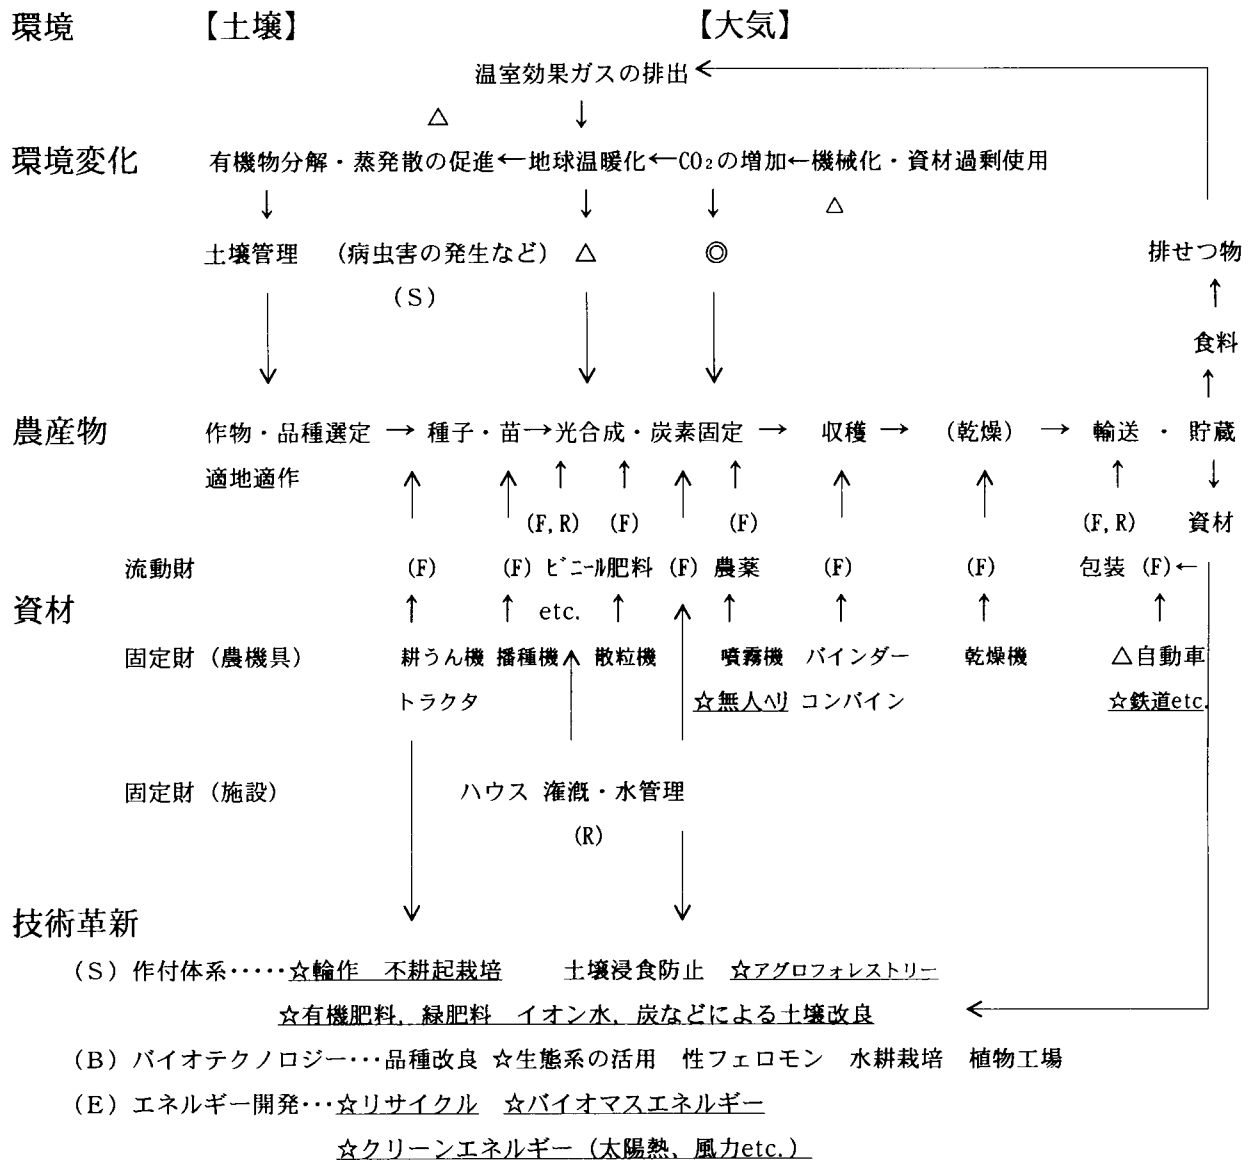 環境 【土壌】 【大気】
温室効果ガスの排出←
△ ↓
環境変化 有機物分解・蒸発散の促進←地球温暖化←CO₂の増加←機械化・資材過剰使用
↓ ↓ ↓ △
土壌管理 (病虫害の発生など) △ ◎ 排せつ物
(S) ↑
食料
↑
農産物 作物・品種選定 → 種子・苗→光合成・炭素固定 → 収穫 → (乾燥) → 輸送 ・ 貯蔵
適地適作 ↑ ↑ ↑ ↑ ↑ ↑ ↑ ↑ ↑ ↓
(F, R) (F) (F) (F, R) 資材
流動財 (F) (F) ビニール肥料 (F) 農薬 (F) (F) 包装 (F)←
資材 ↑ ↑ etc. ↑ ↑ ↑ ↑ ↑
固定財 (農機具) 耕うん機 播種機 散粒機 噴霧機 バインダー 乾燥機 △自動車
トラクタ ☆無人ヘリ コンバイン ☆鉄道etc.
固定財 (施設) ハウス 灌漑・水管理
(R)
技術革新
(S) 作付体系‥‥・☆輪作 不耕起栽培 土壌浸食防止 ☆アグロフォレストリー
☆有機肥料, 緑肥料 イオン水, 炭などによる土壌改良 ←
(B) バイオテクノロジー‥・品種改良 ☆生態系の活用 性フェロモン 水耕栽培 植物工場
(E) エネルギー開発‥・☆リサイクル ☆バイオマスエネルギー
☆クリーンエネルギー (太陽熱、風力etc.)